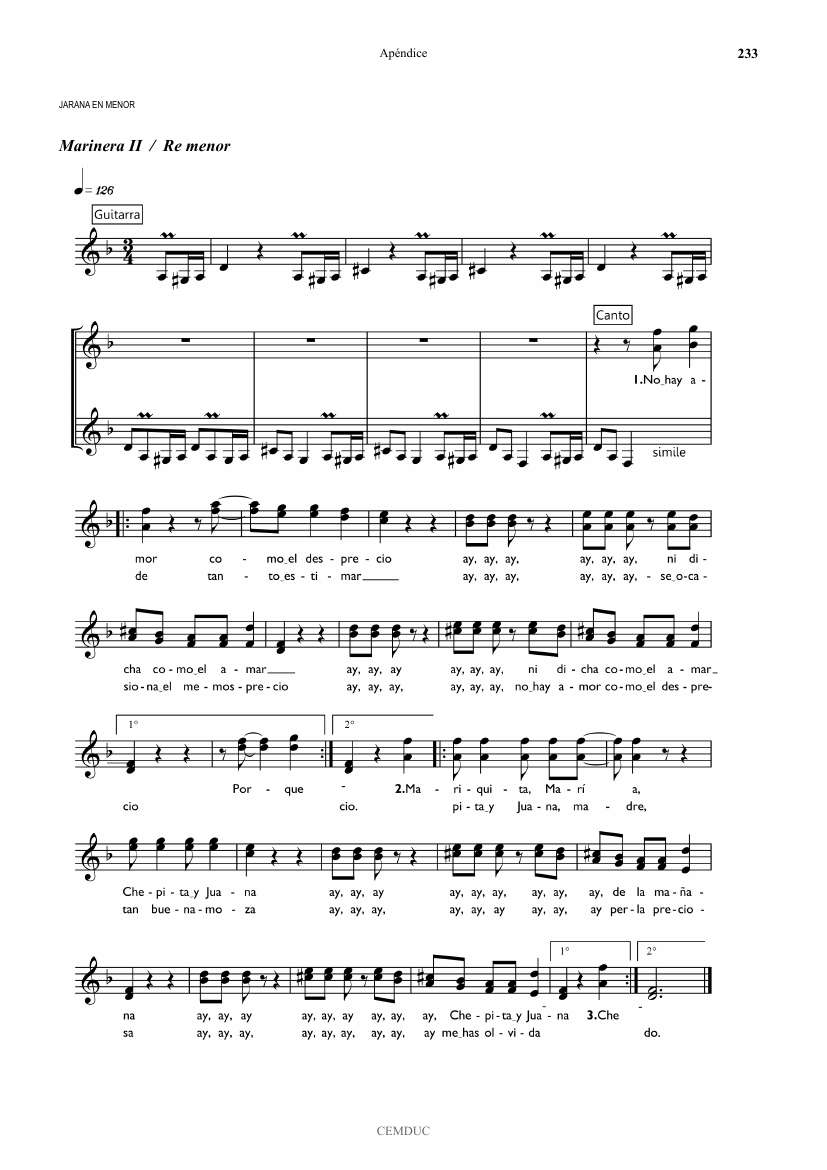 Apéndice 233
JARANA EN MENOR
Marinera II / Re menor
= 126
Guitarra
3
4
Canto
1.No_hay a -
simile
mor co - mo_el des - pre - cio ay, ay, ay, ay, ay, ay, ni di -
de tan - to_es - ti - mar____ ay, ay, ay, ay, ay, ay, - se_o-ca -
cha co - mo_el a - mar____ ay, ay, ay ay, ay, ay, ni di - cha co - mo_el a - mar_
sio - na_el me - mos - pre - cio ay, ay, ay, ay, ay, ay, no_hay a - mor co - mo_el des - pre-
1° 2°
Por - que - 2.Ma - ri - qui - ta, Ma - rí a,
cio cio. pi - ta_y Jua - na, ma - dre,
Che - pi - ta_y Jua - na ay, ay, ay ay, ay, ay, ay, ay, ay, de la ma - ña -
tan bue - na - mo - za ay, ay, ay, ay, ay, ay ay, ay, ay per - la pre - cio -
1° 2°
na ay, ay, ay ay, ay, ay ay, ay, ay, Che - pi - ta_y Jua - na 3.Che -
sa ay, ay, ay, ay, ay, ay, ay, ay, ay me_has ol - vi - da do.
CEMDUC